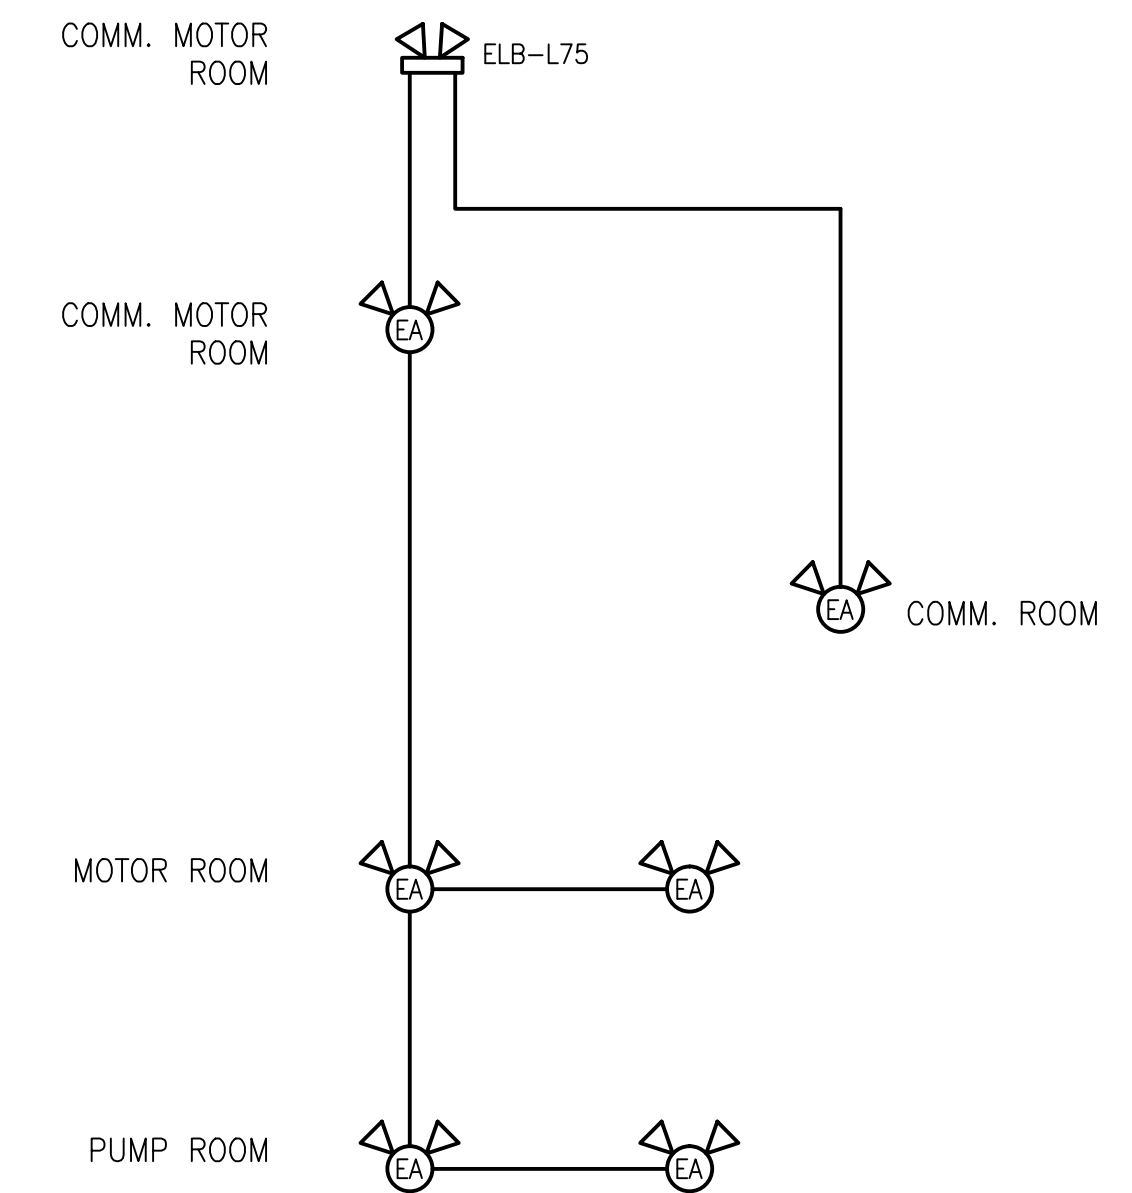 COMM. MOTOR
ROOM
ELB-L75
COMM. MOTOR
ROOM
EA
EA
COMM. ROOM
MOTOR ROOM
EA
EA
PUMP ROOM
EA
EA